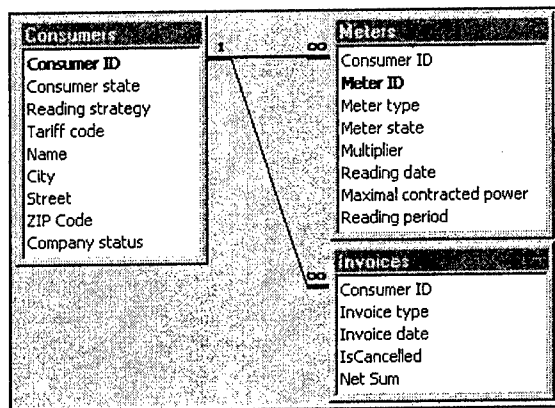 Consumers
Consumer ID
Consumer state
Reading strategy
Tariff code
Name
City
Street
ZIP Code
Company status
1
∞
Meters
Consumer ID
Meter ID
Meter type
Meter state
Multiplier
Reading date
Maximal contracted power
Reading period
∞
Invoices
Consumer ID
Invoice type
Invoice date
IsCancelled
Net Sum